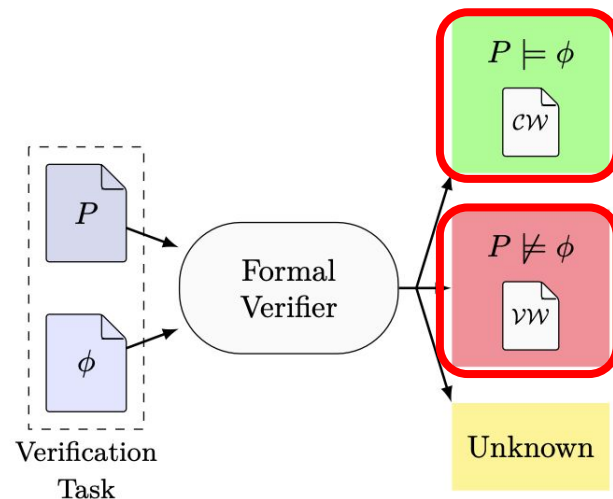 P ⊨ ϕ
CW
P
Formal
Verifier
P ⊭ ϕ
VW
ϕ
Unknown
Verification
Task